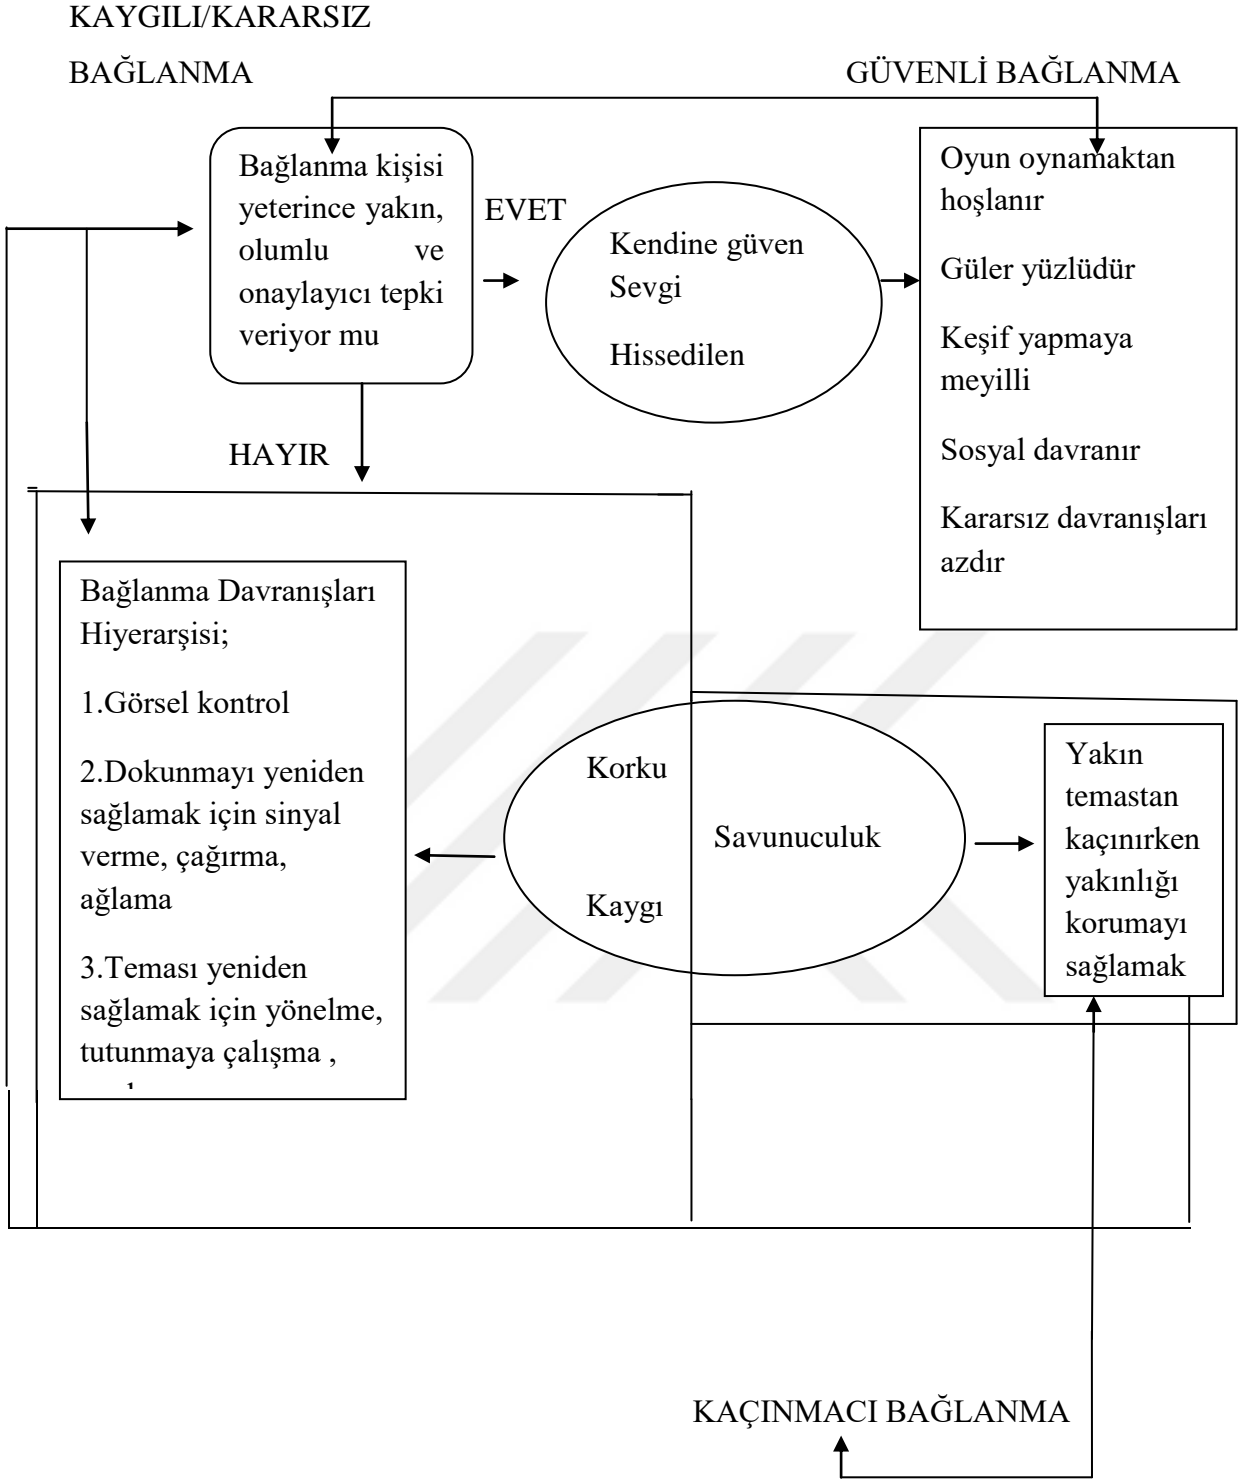 KAYGILI/KARARSIZ
BAĞLANMA
GÜVENLİ BAĞLANMA
Bağlanma kişisi
yeterince yakın,
olumlu ve
onaylayıcı tepki
veriyor mu
EVET
Kendine güven
Sevgi
Hissedilen
Oyun oynamaktan
hoşlanır
Güler yüzlüdür
Keşif yapmaya
meyilli
Sosyal davranır
Kararsız davranışları
azdır
HAYIR
Bağlanma Davranışları
Hiyerarşisi;
1.Görsel kontrol
2.Dokunmayı yeniden
sağlamak için sinyal
verme, çağırma,
ağlama
3.Teması yeniden
sağlamak için yönelme,
tutunmaya çalışma ,
Korku
Savunuculuk
Kaygı
Yakın
temastan
kaçınırken
yakınlığı
korumayı
sağlamak
KAÇINMACI BAĞLANMA